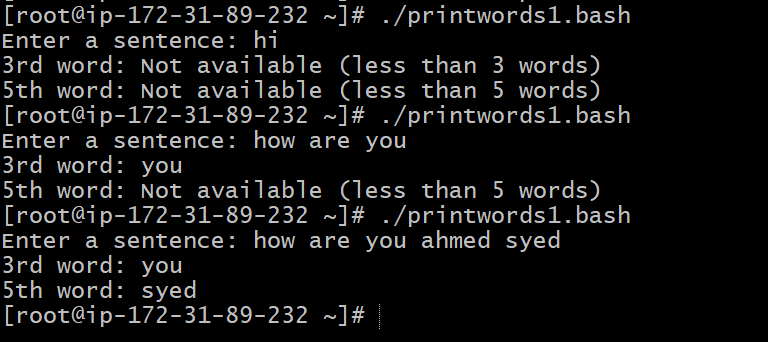 [root@ip-172-31-89-232 ~]# ./printwords1.bash
Enter a sentence: hi
3rd word: Not available (less than 3 words)
5th word: Not available (less than 5 words)
[root@ip-172-31-89-232 ~]# ./printwords1.bash
Enter a sentence: how are you
3rd word: you
5th word: Not available (less than 5 words)
[root@ip-172-31-89-232 ~]# ./printwords1.bash
Enter a sentence: how are you ahmed syed
3rd word: you
5th word: syed
[root@ip-172-31-89-232 ~]#